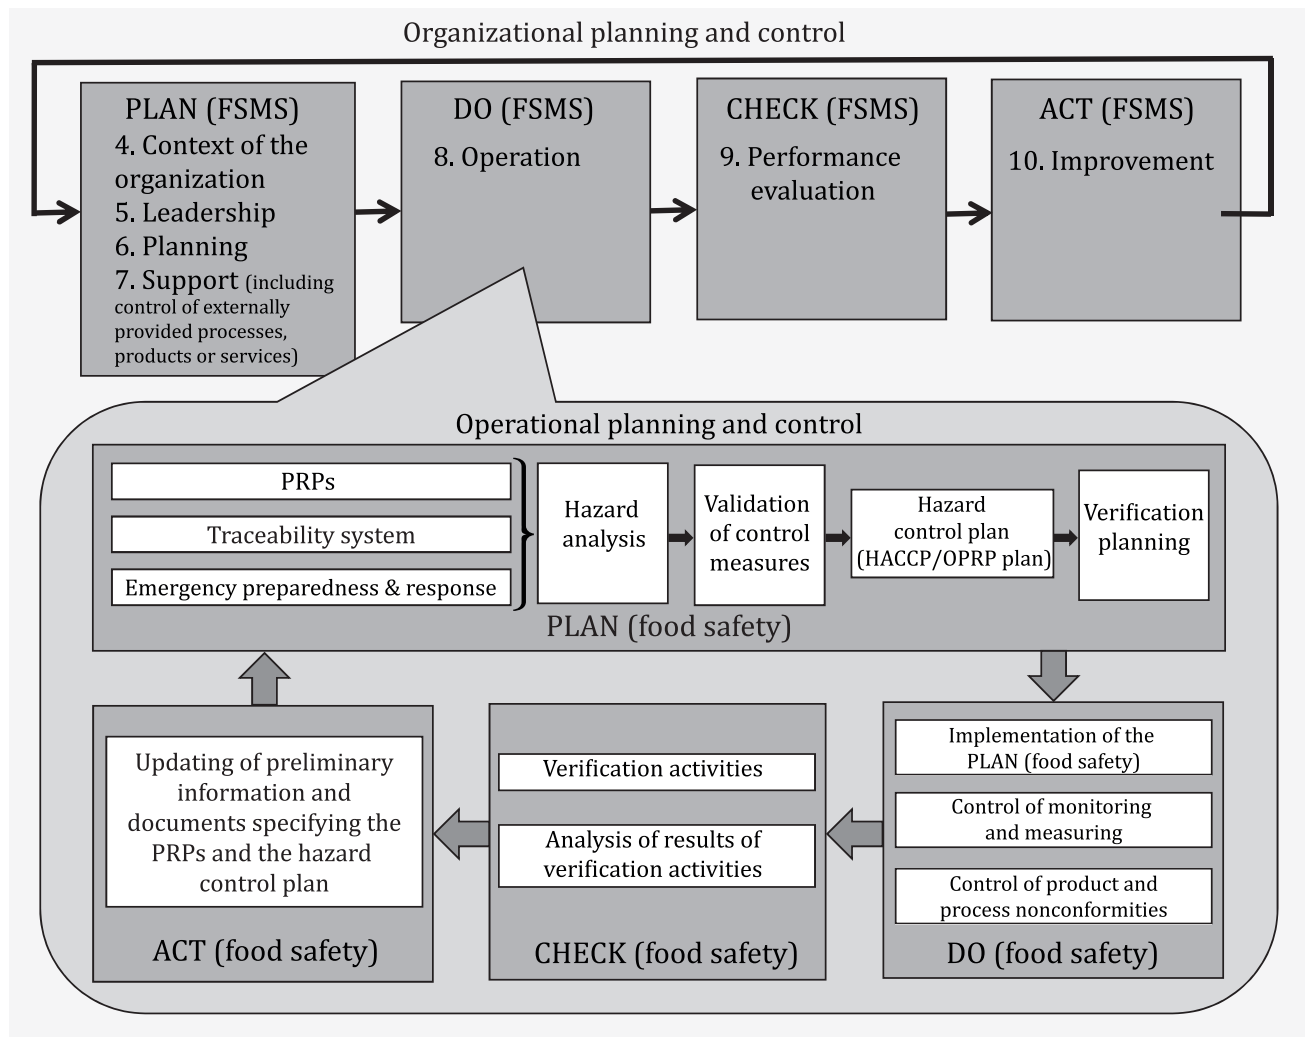 Organizational planning and control
PLAN (FSMS)
4. Context of the
organization
5. Leadership
6. Planning
7. Support (including
control of externally
provided processes,
products or services)
DO (FSMS)
8. Operation
CHECK (FSMS)
9. Performance
evaluation
ACT (FSMS)
10. Improvement
Operational planning and control
PRPs
Traceability system
Emergency preparedness & response
Hazard
analysis
Validation
of control
measures
Hazard
control plan
(HACCP/OPRP plan)
Verification
planning
PLAN (food safety)
Implementation of the
PLAN (food safety)
Control of monitoring
and measuring
Control of product and
process nonconformities
DO (food safety)
Verification activities
Analysis of results of
verification activities
CHECK (food safety)
Updating of preliminary
information and
documents specifying the
PRPs and the hazard
control plan
ACT (food safety)